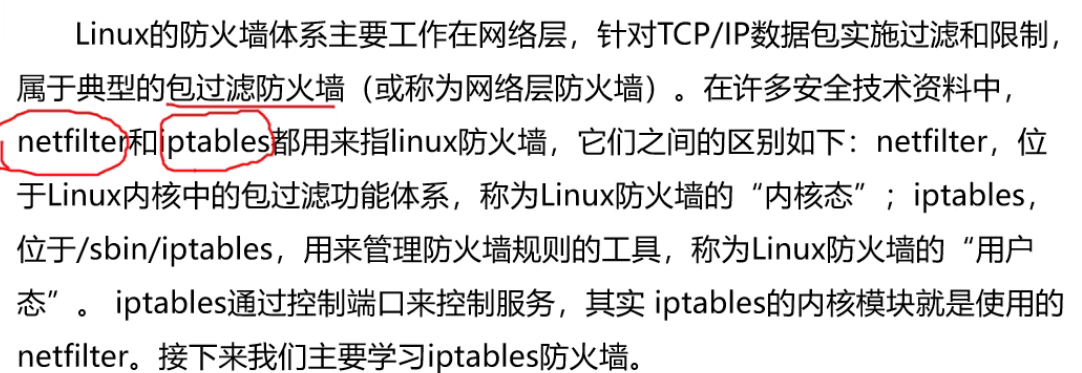 Linux的防火墙体系主要工作在网络层，针对TCP/IP数据包实施过滤和限制，
属于典型的包过滤防火墙（或称为网络层防火墙）。在许多安全技术资料中，
netfilter和iptables都用来指linux防火墙，它们之间的区别如下：netfilter，位
于Linux内核中的包过滤功能体系，称为Linux防火墙的“内核态”；iptables，
位于/sbin/iptables，用来管理防火墙规则的工具，称为Linux防火墙的“用户
态”。 iptables通过控制端口来控制服务，其实 iptables的内核模块就是使用的
netfilter。接下来我们主要学习iptables防火墙。